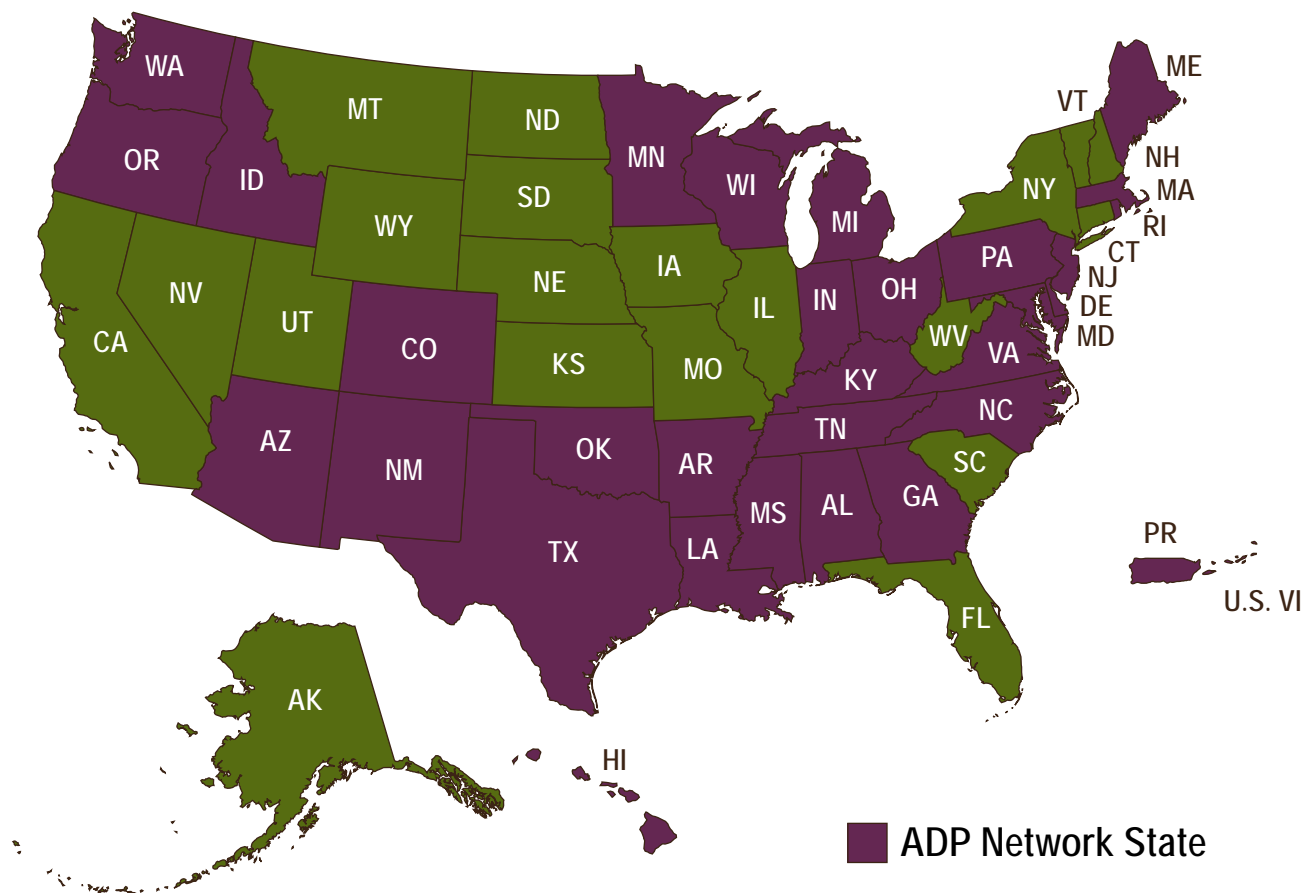 WA
ME
VT
MT
ND
OR
MN
NH
ID
WI
NY
MA
SD
WY
MI
RI
CT
PA
IA
NE
NV
OH
NJ
IN
IL
DE
UT
MD
CA
CO
WV
VA
KS
MO
KY
NC
TN
AZ
OK
SC
AR
NM
GA
MS
AL
PR
TX
LA
U.S. VI
FL
AK
HI
ADP Network State